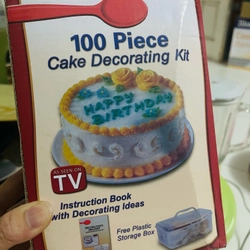 100 Piece
Cake Decorating Kit
HAPPY
BIRTHDAY
AS SEEN ON
TV
Instruction Book
with Decorating Ideas
Free Plastic
Storage Box